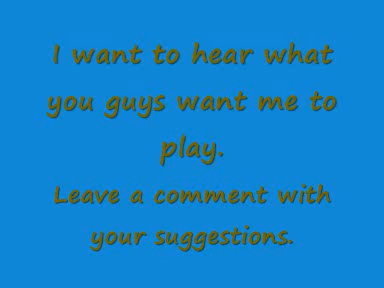 I want to hear what
you guys want me to
play.
Leave a comment with
your suggestions.